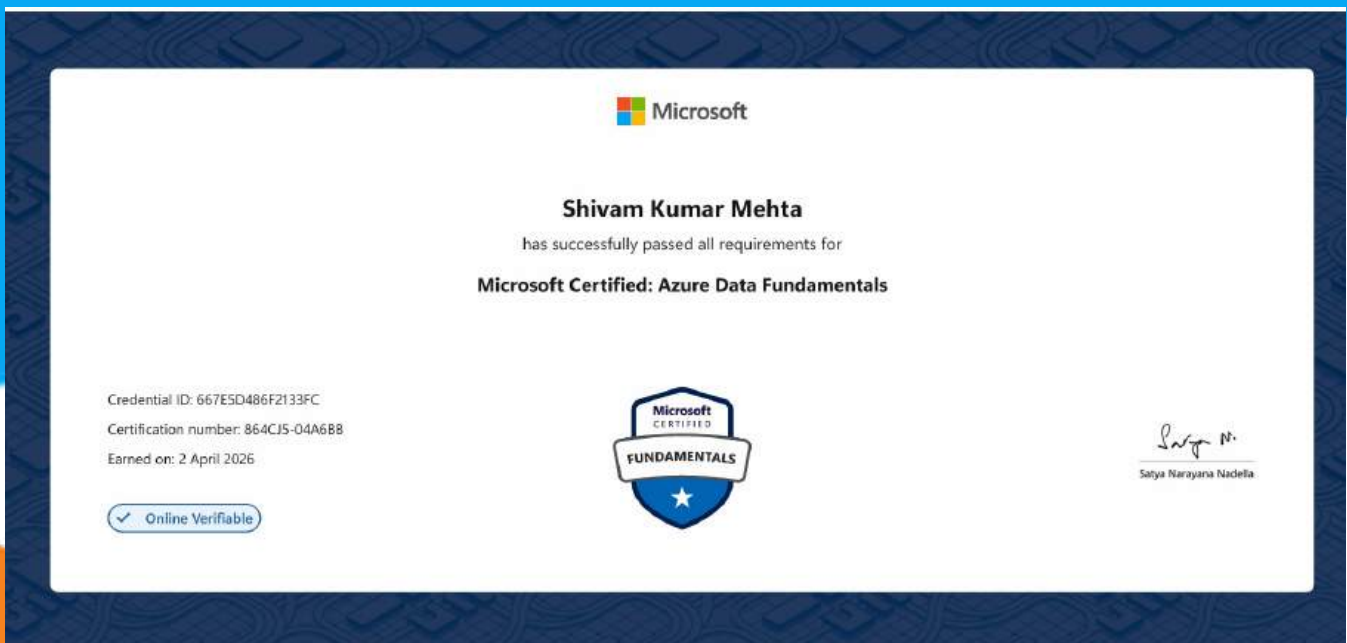 Microsoft
Shivam Kumar Mehta
has successfully passed all requirements for
Microsoft Certified: Azure Data Fundamentals
Credential ID: 667E5D486F2133FC
Certification number: 864CJ5-04A6B8
Earned on: 2 April 2026
Online Verifiable
Microsoft
CERTIFIED
FUNDAMENTALS
Satya N.
Satya Narayana Nadella